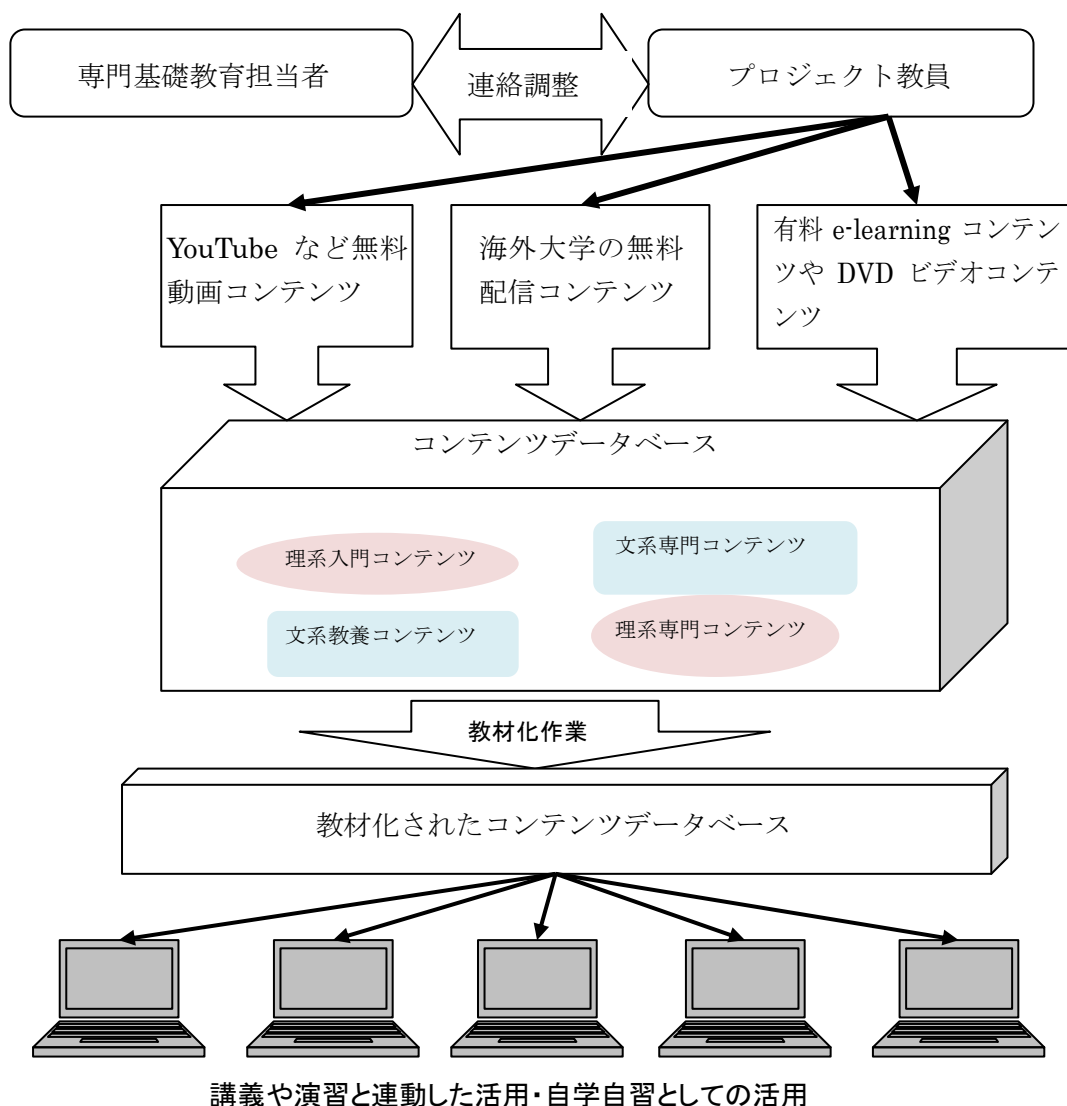 専門基礎教育担当者
連絡調整
プロジェクト教員
YouTube など無料
動画コンテンツ
海外大学の無料
配信コンテンツ
有料 e-learning コンテン
ツや DVD ビデオコンテ
ンツ
コンテンツデータベース
理系入門コンテンツ
文系専門コンテンツ
文系教養コンテンツ
理系専門コンテンツ
教材化作業
教材化されたコンテンツデータベース
講義や演習と連動した活用・自学自習としての活用